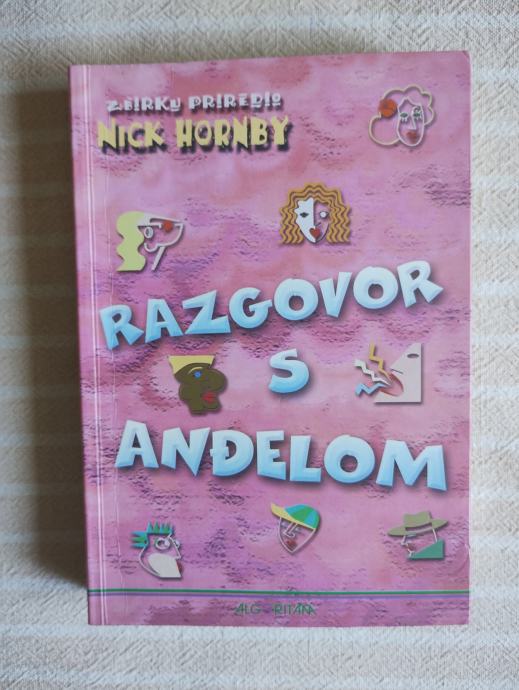 ZBIRKU PRIREDIO
NICK HORNBY
RAZGOVOR
S
ANĐELOM
ALGORITAM